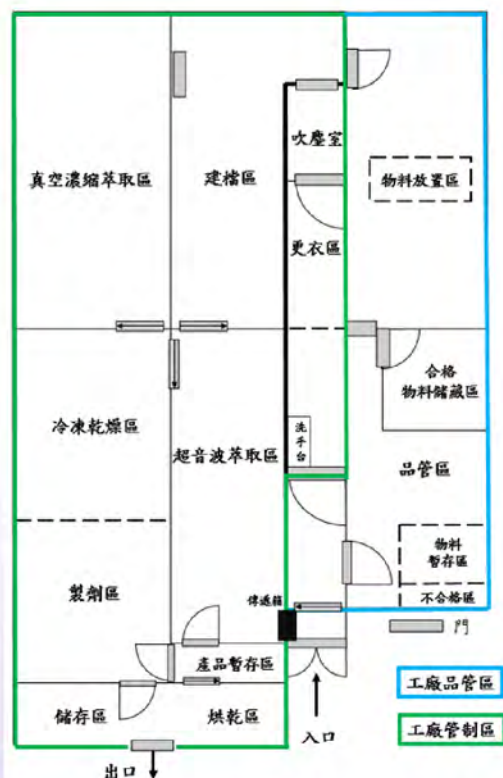 吹塵室
真空濃縮萃取區
建檔區
物料放置區
更衣區
合格
物料儲藏區
冷凍乾燥區
超音波萃取區
洗手台
品管區
物料
暫存區
製劑區
不合格區
傳遞箱
門
產品暫存區
工廠品管區
儲存區
烘乾區
入口
工廠管制區
出口